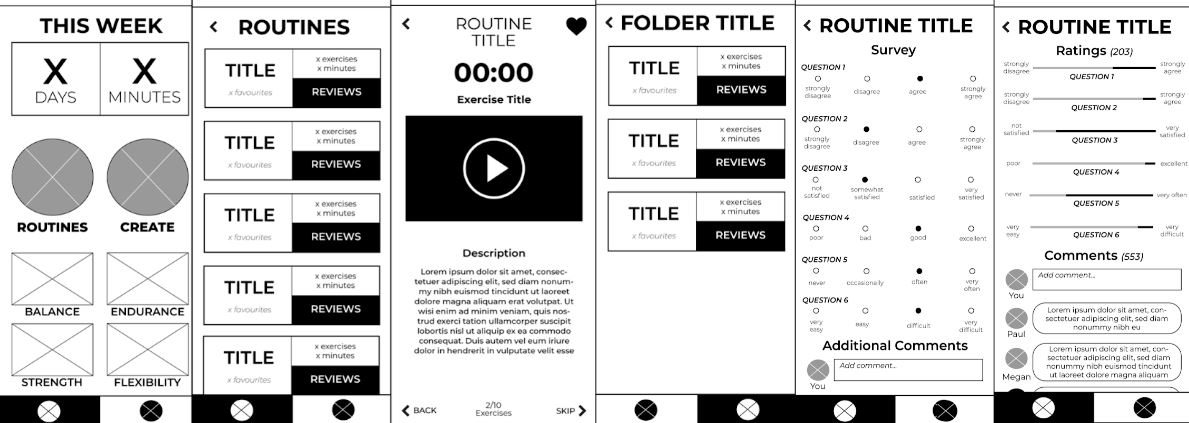 THIS WEEK
X
DAYS
X
MINUTES
ROUTINES
CREATE
BALANCE
ENDURANCE
STRENGTH
FLEXIBILITY
ROUTINES
TITLE
x favourites
x exercises
x minutes
REVIEWS
TITLE
x favourites
x exercises
x minutes
REVIEWS
TITLE
x favourites
x exercises
x minutes
REVIEWS
TITLE
x favourites
x exercises
x minutes
REVIEWS
TITLE
x favourites
x exercises
x minutes
REVIEWS
ROUTINE
TITLE
00:00
Exercise Title
Description
Lorem ipsum dolor sit amet, consec-
tetuer adipiscing elit, sed diam nonum-
my nibh euismod tincidunt ut laoreet
dolore magna aliquam erat volutpat. Ut
wisi enim ad minim veniam, quis nos-
trud exerci tation ullamcorper suscipit
lobortis nisl ut aliquip ex ea commodo
consequat. Duis autem vel eum iriure
dolor in hendrerit in vulputate velit esse
BACK
2/10
Exercises
SKIP
FOLDER TITLE
TITLE
x favourites
x exercises
x minutes
REVIEWS
TITLE
x favourites
x exercises
x minutes
REVIEWS
TITLE
x favourites
x exercises
x minutes
REVIEWS
ROUTINE TITLE
Survey
QUESTION 1
strongly disagree
disagree
agree
strongly agree
QUESTION 2
strongly disagree
disagree
agree
strongly agree
QUESTION 3
not satisfied
somewhat satisfied
satisfied
very satisfied
QUESTION 4
poor
bad
good
excellent
QUESTION 5
never
occasionally
often
very often
QUESTION 6
very easy
easy
difficult
very difficult
Additional Comments
Add comment...
You
ROUTINE TITLE
Ratings (203)
strongly disagree
strongly agree
QUESTION 1
strongly disagree
strongly agree
QUESTION 2
not satisfied
very satisfied
QUESTION 3
poor
excellent
QUESTION 4
never
very often
QUESTION 5
very easy
very difficult
QUESTION 6
Comments (553)
Add comment...
You
Lorem ipsum dolor sit amet, con-
sectetuer adipiscing elit, sed diam
nonummy nibh eu
Paul
Lorem ipsum dolor sit amet, con-
sectetuer adipiscing elit, sed diam
nonummy nibh euismod tincidunt
ut laoreet dolore magna aliquam
Megan